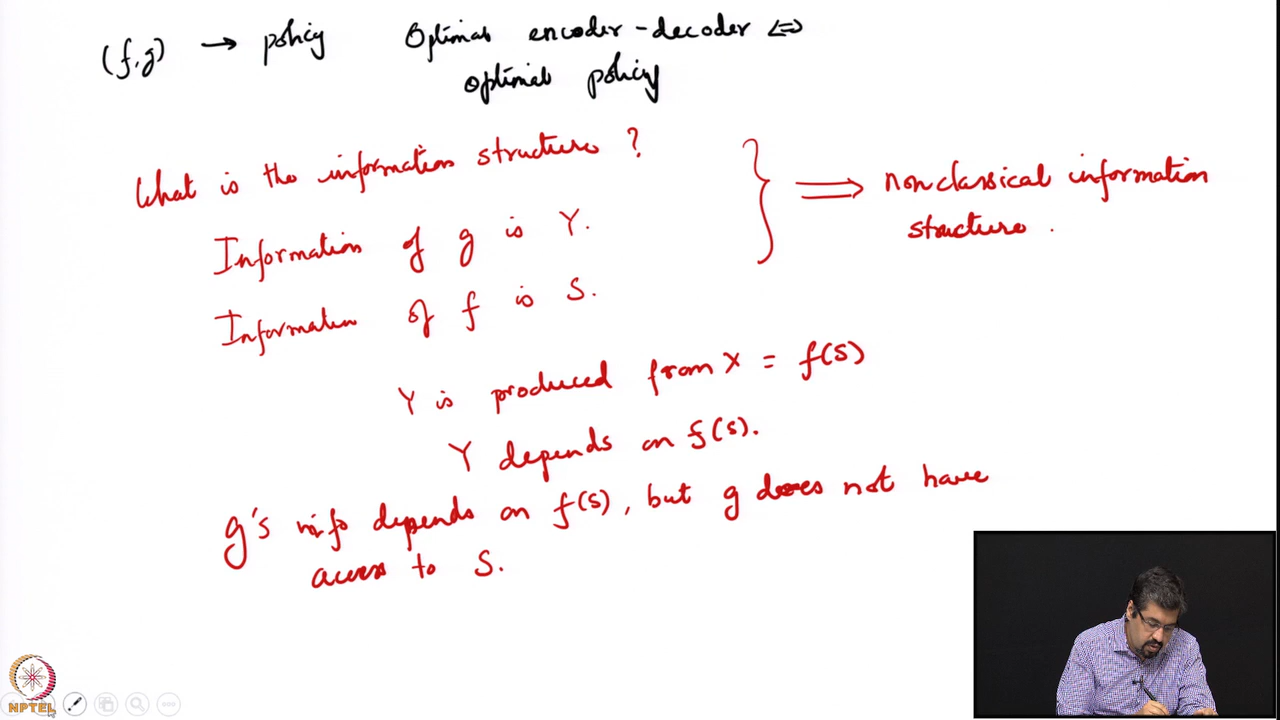 (f,g) → policy Optimal encoder-decoder ⇔
optimal policy
What is the information structure ?
Information of g is Y.
Information of f is S.
} ⟹ nonclassical information
structure.
Y is produced from X = f(S)
Y depends on f(S).
g's info depends on f(S), but g does not have
access to S.
NPTEL